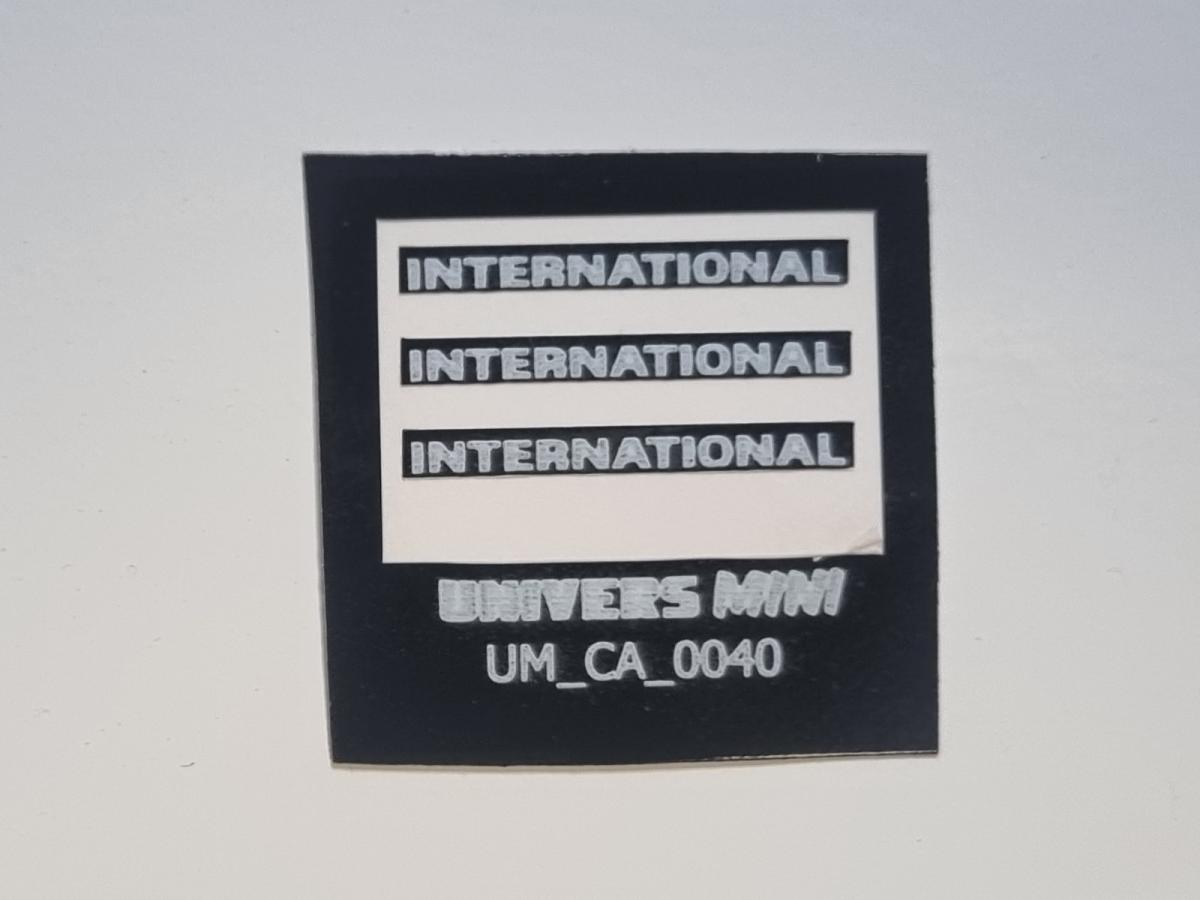 INTERNATIONAL
INTERNATIONAL
INTERNATIONAL
UNIVERS MINI
UM_CA_0040